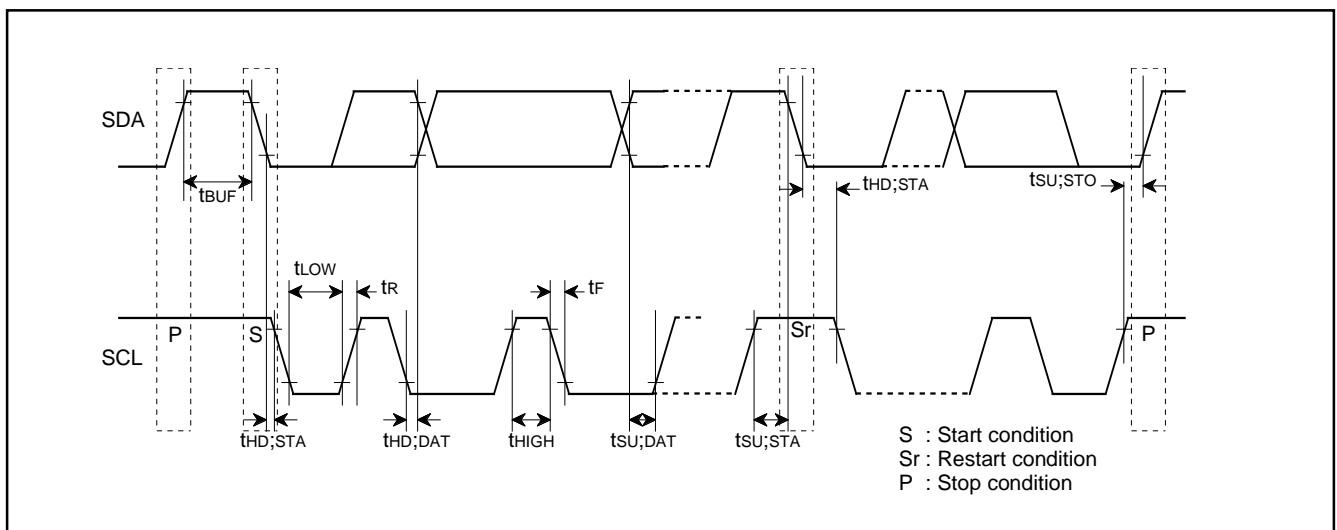 SDA
tBUF
tHD;STA
tSU;STO
tLOW
tR
tF
P
S
Sr
P
SCL
tHD;STA
tHD;DAT
tHIGH
tSU;DAT
tSU;STA
S : Start condition
Sr : Restart condition
P : Stop condition